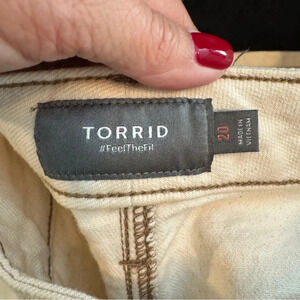 TORRID
#FeelTheFit
20
MADE IN
VIETNAM